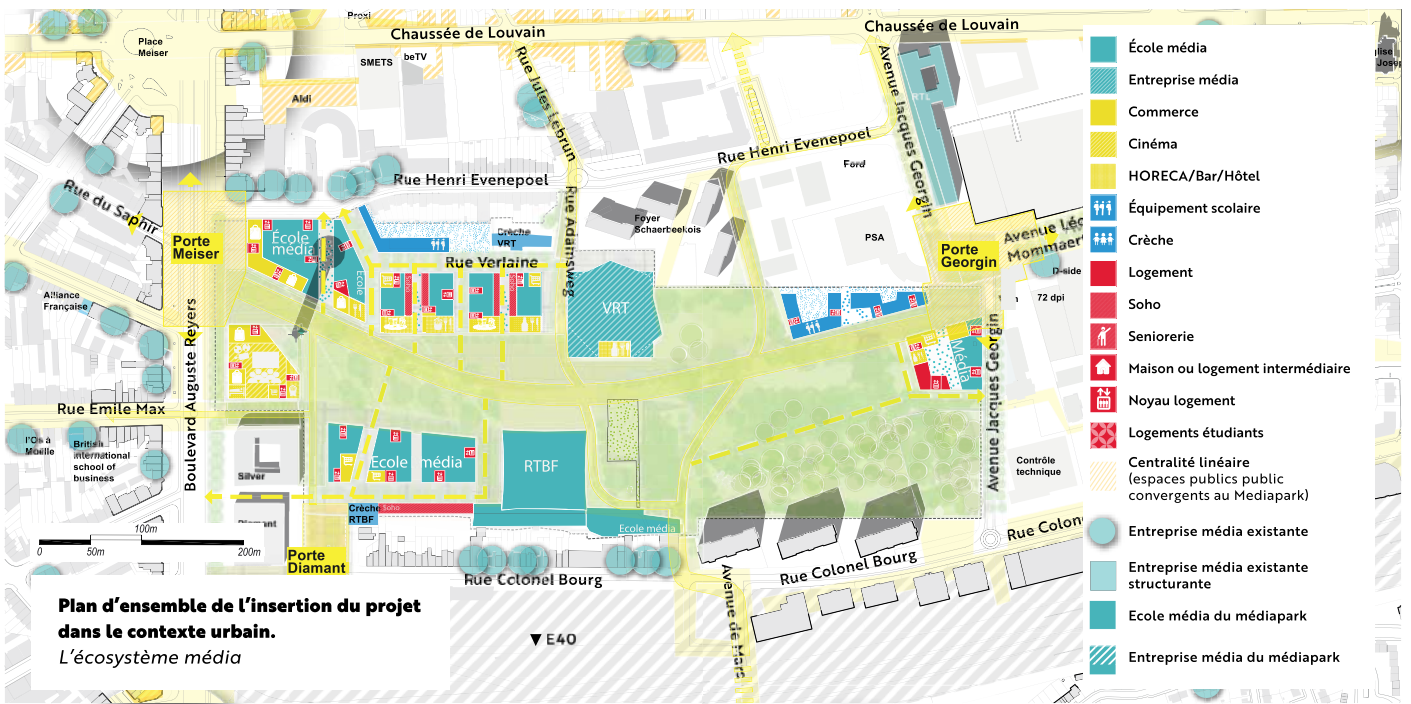 Proxi
Chaussée de Louvain
Chaussée de Louvain
Place
Meiser
SMETS
beTV
Aldi
Rue Jules Lebrun
Avenue Jacques Georgin
RTL
Rue Henri Evenepoel
Ford
Rue Henri Evenepoel
Rue du Saphir
Porte
Meiser
École
média
École
Crèche
VRT
Rue Adamsweg
Foyer
Schaerbeekois
PSA
Porte
Georgin
Rue Verlaine
Soho
Soho
VRT
D-side
72 dpi
Alliance
Française
Boulevard Auguste Reyers
Média
Avenue Jacques Georgin
Rue Emile Max
l'Os à
Moelle
British
international
school of
business
Silver
Diamant
École média
RTBF
Contrôle
technique
Crèche
RTBF
Soho
Ecole média
Porte
Diamant
Rue Colonel Bourg
Rue Colonel Bourg
Avenue de Mars
0
50m
100m
200m
Plan d'ensemble de l'insertion du projet
dans le contexte urbain.
L'écosystème média
▼ E40
École média
Entreprise média
Commerce
Cinéma
HORECA/Bar/Hôtel
Équipement scolaire
Crèche
Logement
Soho
Seniorerie
Maison ou logement intermédiaire
Noyau logement
Logements étudiants
Centralité linéaire
(espaces publics public
convergents au Mediapark)
Entreprise média existante
Entreprise média existante
structurante
Ecole média du médiapark
Entreprise média du médiapark